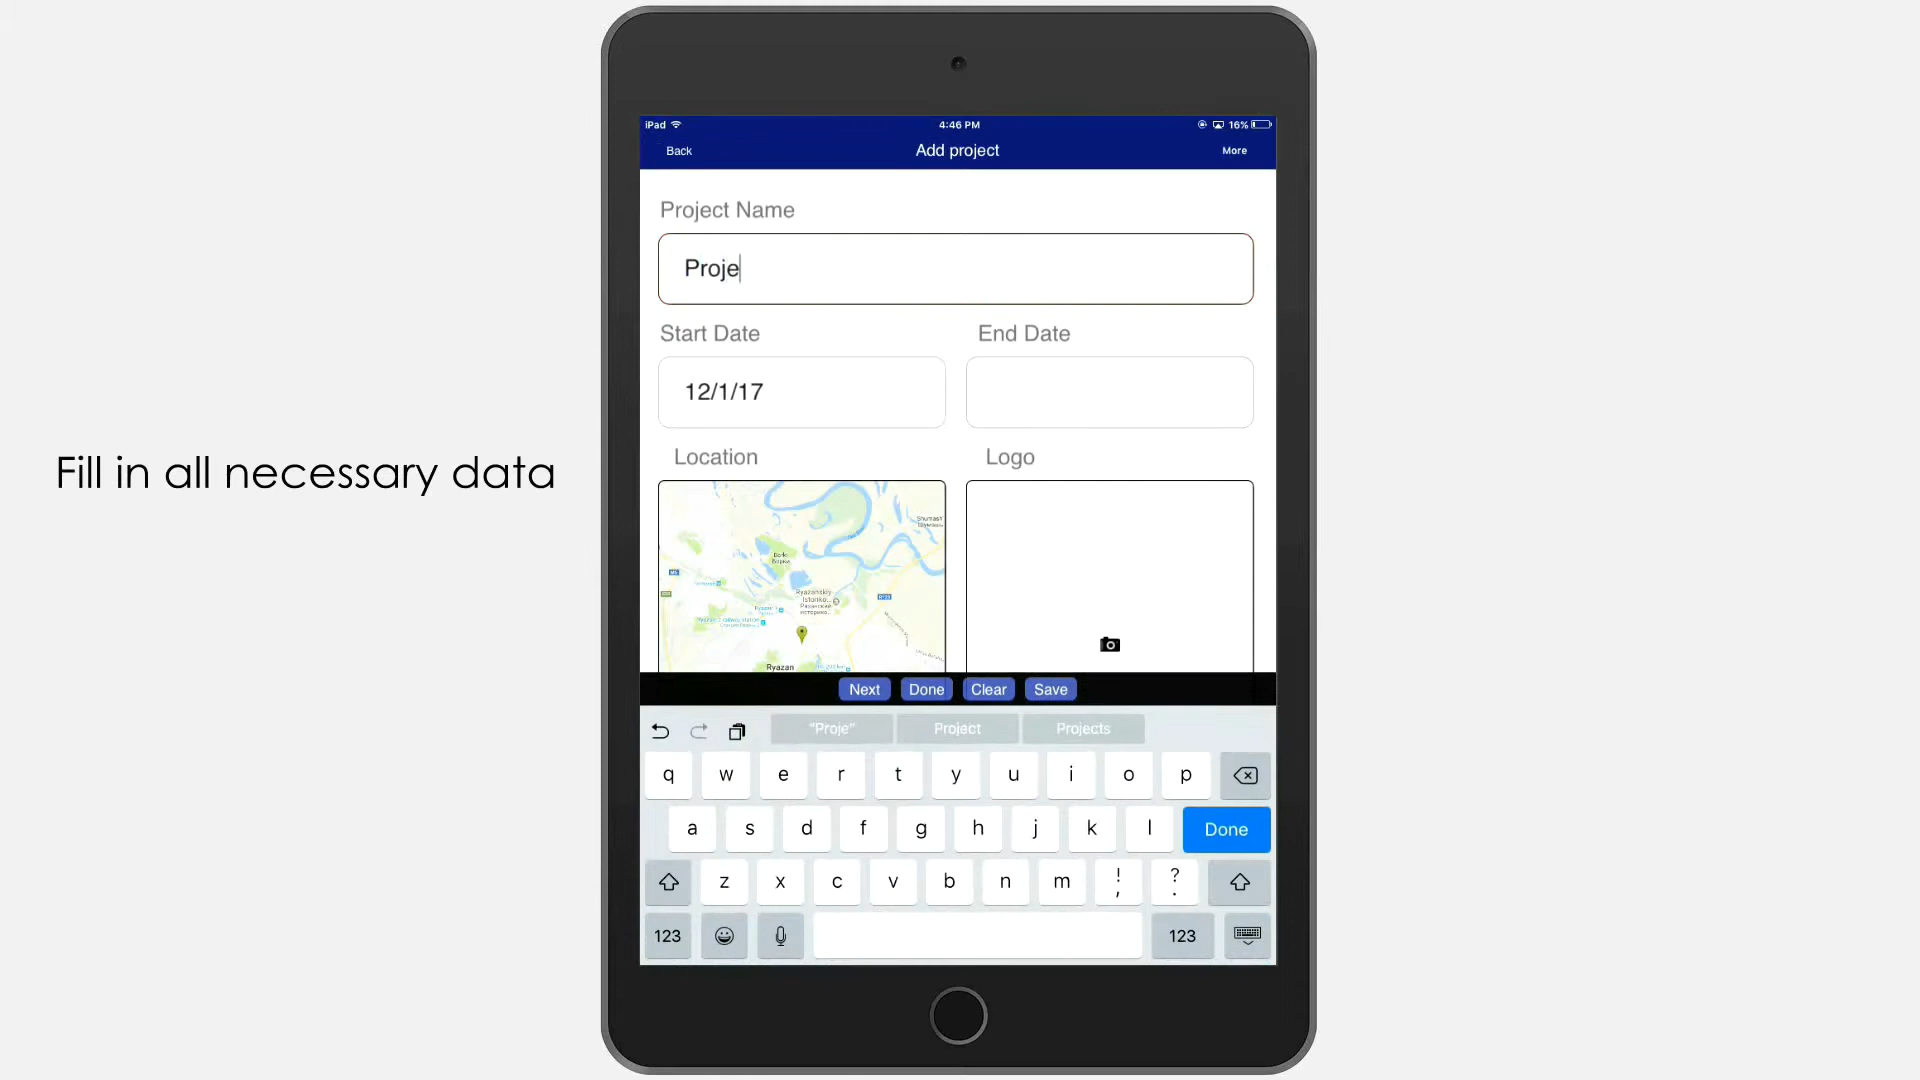 iPad 4:46 PM 16%
Back Add project More
Project Name
Proje
Start Date End Date
12/1/17
Fill in all necessary data
Location Logo
Ryazan
Next Done Clear Save
"Proje" Project Projects
q w e r t y u i o p
a s d f g h j k l Done
z x c v b n m ! , ? .
123 123